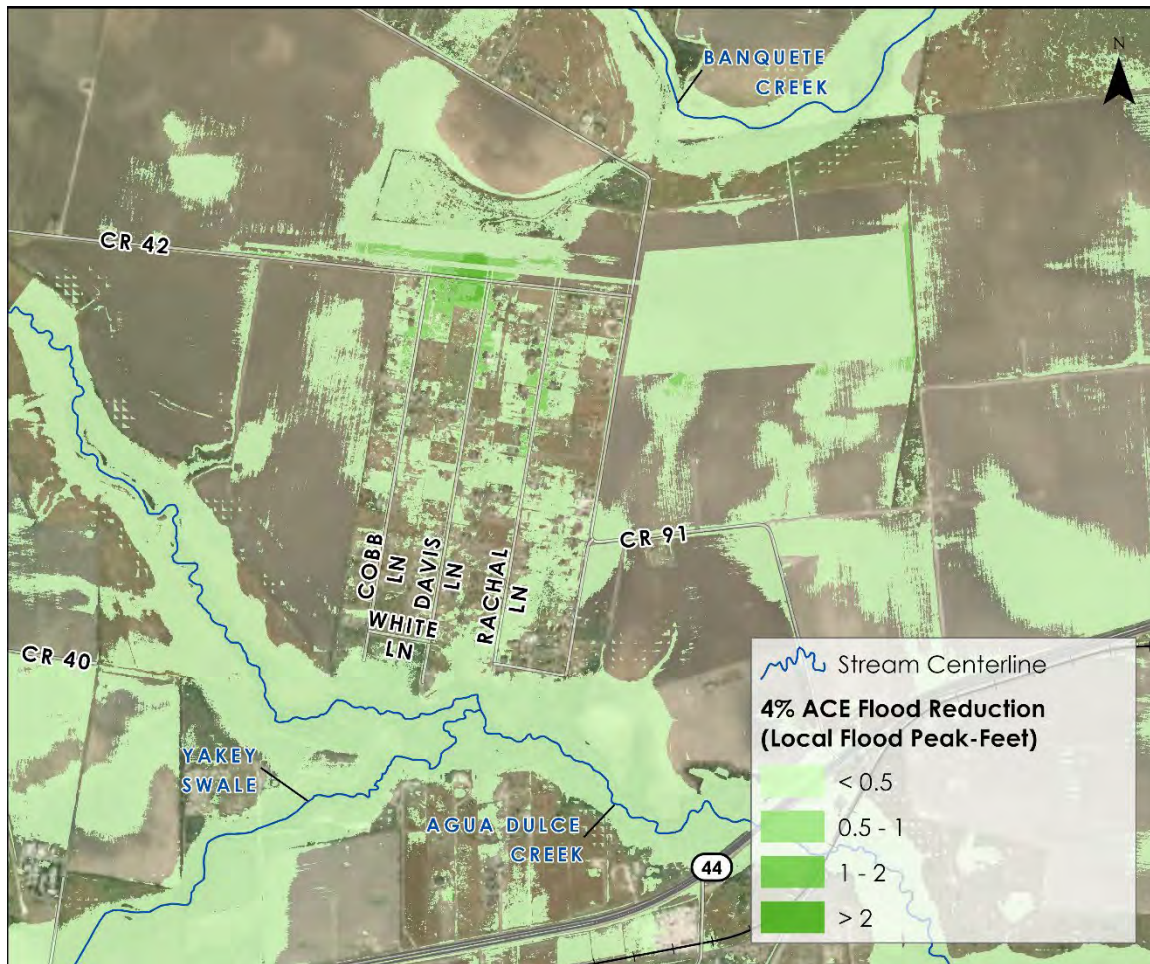 N
BANQUETE
CREEK
CR 42
COBB
LN
DAVIS
LN
WHITE
LN
RACHAL
LN
CR 91
CR 40
YAKEY
SWALE
AGUA DULCE
CREEK
44
Stream Centerline
4% ACE Flood Reduction
(Local Flood Peak-Feet)
< 0.5
0.5 - 1
1 - 2
> 2